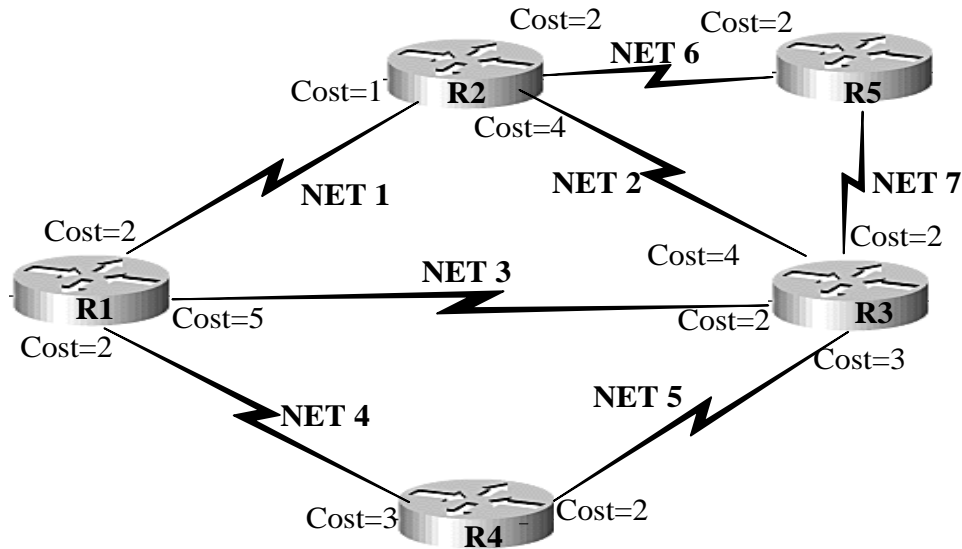 Cost=2
Cost=2
NET 6
Cost=1
R2
R5
Cost=4
NET 2
NET 7
NET 1
Cost=2
Cost=2
Cost=4
NET 3
R1
Cost=5
Cost=2
R3
Cost=2
Cost=3
NET 5
NET 4
Cost=3
Cost=2
R4